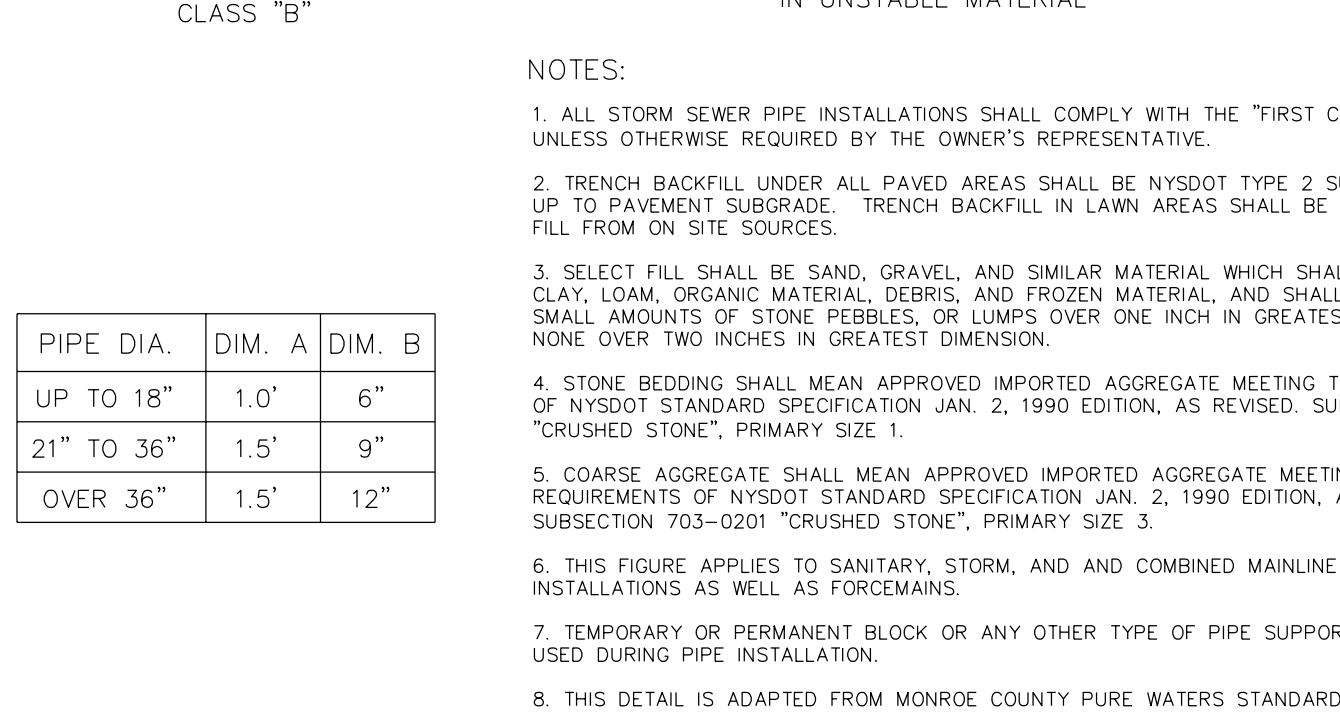 CLASS "B"
IN UNSTABLE MATERIAL
NOTES:
1. ALL STORM SEWER PIPE INSTALLATIONS SHALL COMPLY WITH THE "FIRST
UNLESS OTHERWISE REQUIRED BY THE OWNER'S REPRESENTATIVE.
2. TRENCH BACKFILL UNDER ALL PAVED AREAS SHALL BE NYSDOT TYPE 2
UP TO PAVEMENT SUBGRADE. TRENCH BACKFILL IN LAWN AREAS SHALL BE
FILL FROM ON SITE SOURCES.
3. SELECT FILL SHALL BE SAND, GRAVEL, AND SIMILAR MATERIAL WHICH
CLAY, LOAM, ORGANIC MATERIAL, DEBRIS, AND FROZEN MATERIAL, AND SHALL
SMALL AMOUNTS OF STONE PEBBLES, OR LUMPS OVER ONE INCH IN
NONE OVER TWO INCHES IN GREATEST DIMENSION.
4. STONE BEDDING SHALL MEAN APPROVED IMPORTED AGGREGATE MEETING
OF NYSDOT STANDARD SPECIFICATION JAN. 2, 1990 EDITION, AS REVISED.
"CRUSHED STONE", PRIMARY SIZE 1.
5. COARSE AGGREGATE SHALL MEAN APPROVED IMPORTED AGGREGATE
REQUIREMENTS OF NYSDOT STANDARD SPECIFICATION JAN. 2, 1990 EDITION,
SUBSECTION 703-0201 "CRUSHED STONE", PRIMARY SIZE 3.
6. THIS FIGURE APPLIES TO SANITARY, STORM, AND AND COMBINED MAINLINE
INSTALLATIONS AS WELL AS FORCEMAINS.
7. TEMPORARY OR PERMANENT BLOCK OR ANY OTHER TYPE OF PIPE
USED DURING PIPE INSTALLATION.
8. THIS DETAIL IS ADAPTED FROM MONROE COUNTY PURE WATERS STANDARD
PIPE DIA. DIM. A DIM. B
UP TO 18" 1.0' 6"
21" TO 36" 1.5' 9"
OVER 36" 1.5' 12"